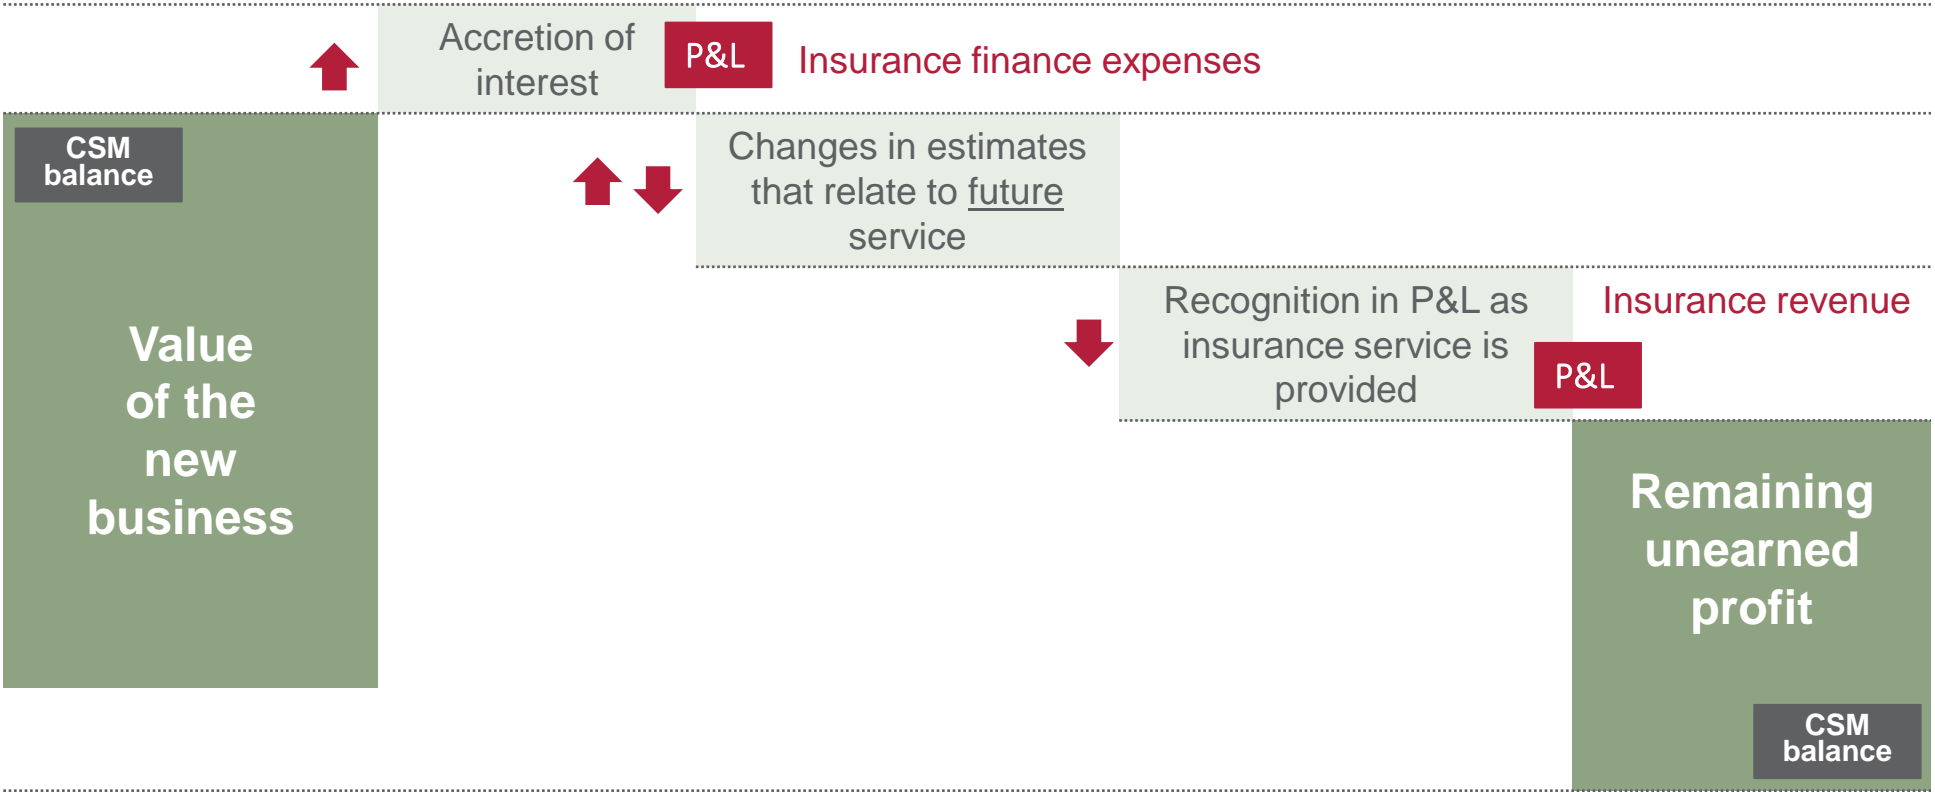 Accretion of
interest
P&L
Insurance finance expenses
CSM
balance
Changes in estimates
that relate to future
service
Value
of the
new
business
Recognition in P&L as
insurance service is
provided
P&L
Insurance revenue
Remaining
unearned
profit
CSM
balance